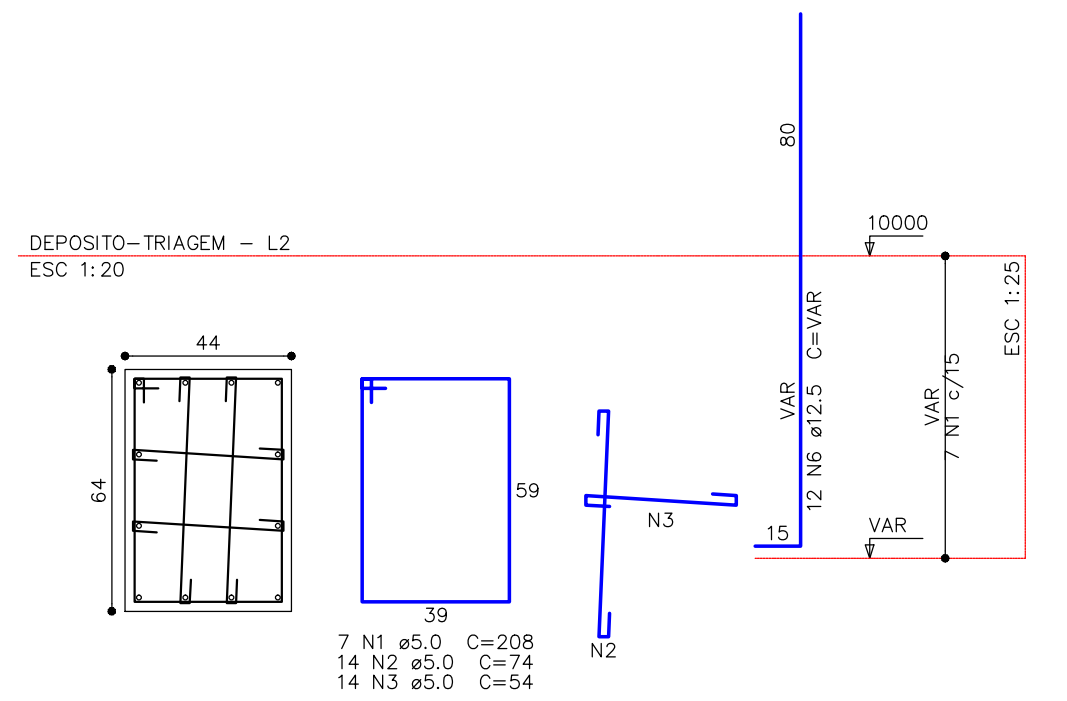 80
10000
DEPOSITO-TRIAGEM - L2
ESC 1:20
ESC 1:25
VAR
12 N6 ø12.5 C=VAR
VAR
7 N1 c/15
44
64
59
39
N3
N2
15
VAR
7 N1 ø5.0 C=208
14 N2 ø5.0 C=74
14 N3 ø5.0 C=54